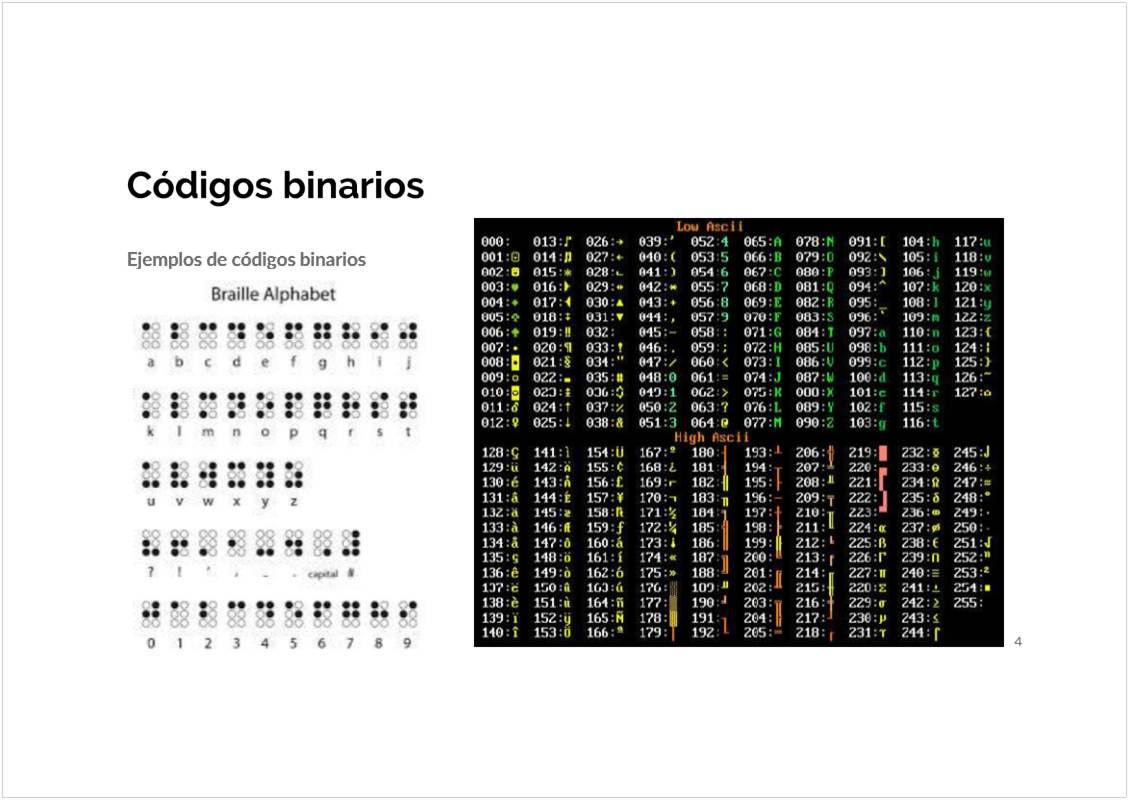 Códigos binarios
Ejemplos de códigos binarios
Braille Alphabet
a b c d e f g h i j
k l m n o p q r s t
u v w x y z
? ! ' , - . capital #
0 1 2 3 4 5 6 7 8 9
Low Ascii
000: 013:♪ 026:→ 039:' 052:4 065:A 078:N 091:[ 104:h 117:u
001:☺ 014:♫ 027:← 040:( 053:5 066:B 079:O 092:\ 105:i 118:v
002:☻ 015:☼ 028:∟ 041:) 054:6 067:C 080:P 093:] 106:j 119:w
003:♥ 016:► 029:↔ 042:* 055:7 068:D 081:Q 094:^ 107:k 120:x
004:♦ 017:◄ 030:▲ 043:+ 056:8 069:E 082:R 095:_ 108:l 121:y
005:♣ 018:↕ 031:▼ 044:, 057:9 070:F 083:S 096:` 109:m 122:z
006:♠ 019:‼ 032: 045:- 058:: 071:G 084:T 097:a 110:n 123:{
007:• 020:¶ 033:! 046:. 059:; 072:H 085:U 098:b 111:o 124:¦
008:◘ 021:§ 034:" 047:/ 060:< 073:I 086:V 099:c 112:p 125:}
009:○ 022:▬ 035:# 048:0 061:= 074:J 087:W 100:d 113:q 126:~
010:◙ 023:↨ 036:$ 049:1 062:> 075:K 088:X 101:e 114:r 127:⌂
011:♂ 024:↑ 037:% 050:2 063:? 076:L 089:Y 102:f 115:s
012:♀ 025:↓ 038:& 051:3 064:@ 077:M 090:Z 103:g 116:t
High Ascii
128:Ç 141:ì 154:Ü 167:º 180:┤ 193:┴ 206:╬ 219:█ 232:Φ 245:⌡
129:ü 142:Ä 155:¢ 168:¿ 181:╡ 194:┬ 207:╧ 220:▄ 233:Θ 246:÷
130:é 143:Å 156:£ 169:⌐ 182:╢ 195:├ 208:╨ 221:▌ 234:Ω 247:≈
131:â 144:É 157:¥ 170:¬ 183:╖ 196:─ 209:╤ 222:▐ 235:δ 248:°
132:ä 145:æ 158:₧ 171:½ 184:╕ 197:┼ 210:╥ 223:▀ 236:∞ 249:∙
133:à 146:Æ 159:ƒ 172:¼ 185:╣ 198:╞ 211:╙ 224:α 237:φ 250:·
134:å 147:ô 160:á 173:¡ 186:║ 199:╟ 212:╘ 225:ß 238:ε 251:√
135:ç 148:ö 161:í 174:« 187:╗ 200:╚ 213:╒ 226:Γ 239:∩ 252:ⁿ
136:ê 149:ò 162:ó 175:» 188:╝ 201:╔ 214:╓ 227:π 240:≡ 253:²
137:ë 150:û 163:ú 176:░ 189:╜ 202:╩ 215:╫ 228:Σ 241:± 254:■
138:è 151:ù 164:ñ 177:▒ 190:╛ 203:╦ 216:╪ 229:σ 242:≥ 255:
139:ï 152:ÿ 165:Ñ 178:▓ 191:┐ 204:╠ 217:┘ 230:µ 243:≤
140:î 153:Ö 166:ª 179:│ 192:└ 205:═ 218:┌ 231:τ 244:⌠
4